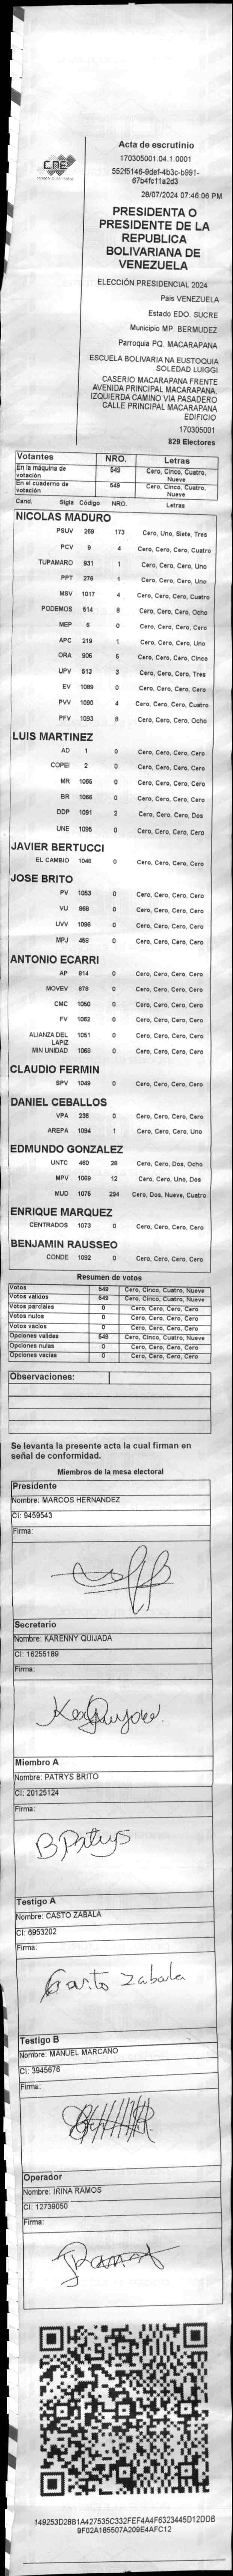 CNE
Acta de escrutinio
170305001.04.1.0001
552f5146-9def-4b3c-b991-
67b4fc11a2d3
28/07/2024 07:46:06 PM
PRESIDENTA O
PRESIDENTE DE LA
REPUBLICA
BOLIVARIANA DE
VENEZUELA
ELECCIÓN PRESIDENCIAL 2024
Pais VENEZUELA
Estado EDO. SUCRE
Municipio MP. BERMUDEZ
Parroquia PQ. MACARAPANA
ESCUELA BOLIVARIA NA EUSTOQUIA
SOLEDAD LUIGGI
CASERIO MACARAPANA FRENTE
AVENIDA PRINCIPAL MACARAPANA.
IZQUIERDA CAMINO VIA PASADERO
CALLE PRINCIPAL MACARAPANA
EDIFICIO
170305001
829 Electores
Votantes NRO. Letras
En la máquina de votación 549 Cero, Cinco, Cuatro, Nueve
En el cuaderno de votación 549 Cero, Cinco, Cuatro, Nueve
Cand. Sigla Código NRO. Letras
NICOLAS MADURO
PSUV 269 173 Cero, Uno, Siete, Tres
PCV 9 4 Cero, Cero, Cero, Cuatro
TUPAMARO 931 1 Cero, Cero, Cero, Uno
PPT 276 1 Cero, Cero, Cero, Uno
MSV 1017 4 Cero, Cero, Cero, Cuatro
PODEMOS 514 8 Cero, Cero, Cero, Ocho
MEP 6 0 Cero, Cero, Cero, Cero
APC 219 1 Cero, Cero, Cero, Uno
ORA 906 5 Cero, Cero, Cero, Cinco
UPV 513 3 Cero, Cero, Cero, Tres
EV 1089 0 Cero, Cero, Cero, Cero
PVV 1090 4 Cero, Cero, Cero, Cuatro
PFV 1093 8 Cero, Cero, Cero, Ocho
LUIS MARTINEZ
AD 1 0 Cero, Cero, Cero, Cero
COPEI 2 0 Cero, Cero, Cero, Cero
MR 1065 0 Cero, Cero, Cero, Cero
BR 1066 0 Cero, Cero, Cero, Cero
DDP 1091 2 Cero, Cero, Cero, Dos
UNE 1095 0 Cero, Cero, Cero, Cero
JAVIER BERTUCCI
EL CAMBIO 1046 0 Cero, Cero, Cero, Cero
JOSE BRITO
PV 1053 0 Cero, Cero, Cero, Cero
VU 868 0 Cero, Cero, Cero, Cero
UVV 1096 0 Cero, Cero, Cero, Cero
MPJ 459 0 Cero, Cero, Cero, Cero
ANTONIO ECARRI
AP 814 0 Cero, Cero, Cero, Cero
MOVEV 878 0 Cero, Cero, Cero, Cero
CMC 1050 0 Cero, Cero, Cero, Cero
FV 1062 0 Cero, Cero, Cero, Cero
ALIANZA DEL LAPIZ 1051 0 Cero, Cero, Cero, Cero
MIN UNIDAD 1068 0 Cero, Cero, Cero, Cero
CLAUDIO FERMIN
SPV 1049 0 Cero, Cero, Cero, Cero
DANIEL CEBALLOS
VPA 236 0 Cero, Cero, Cero, Cero
AREPA 1094 1 Cero, Cero, Cero, Uno
EDMUNDO GONZALEZ
UNTC 460 28 Cero, Cero, Dos, Ocho
MPV 1069 12 Cero, Cero, Uno, Dos
MUD 1075 294 Cero, Dos, Nueve, Cuatro
ENRIQUE MARQUEZ
CENTRADOS 1073 0 Cero, Cero, Cero, Cero
BENJAMIN RAUSSEO
CONDE 1092 0 Cero, Cero, Cero, Cero
Resumen de votos
Votos 549 Cero, Cinco, Cuatro, Nueve
Votos validos 549 Cero, Cinco, Cuatro, Nueve
Votos parciales 0 Cero, Cero, Cero, Cero
Votos nulos 0 Cero, Cero, Cero, Cero
Votos vacios 0 Cero, Cero, Cero, Cero
Opciones validas 549 Cero, Cinco, Cuatro, Nueve
Opciones nulas 0 Cero, Cero, Cero, Cero
Opciones vacias 0 Cero, Cero, Cero, Cero
Observaciones:
Se levanta la presente acta la cual firman en
señal de conformidad.
Miembros de la mesa electoral
Presidente
Nombre: MARCOS HERNANDEZ
CI: 9459543
Firma:
Secretario
Nombre: KARENNY QUIJADA
CI: 16255189
Firma:
Miembro A
Nombre: PATRYS BRITO
CI: 20125124
Firma:
B Patrys
Testigo A
Nombre: CASTO ZABALA
CI: 6953202
Firma:
Casto Zabala
Testigo B
Nombre: MANUEL MARCANO
CI: 3945676
Firma:
Operador
Nombre: IRINA RAMOS
CI: 12739050
Firma:
149253D28B1A427535C332FEF4A4F6323445D12DDB
9F02A185507A209E4AFC12